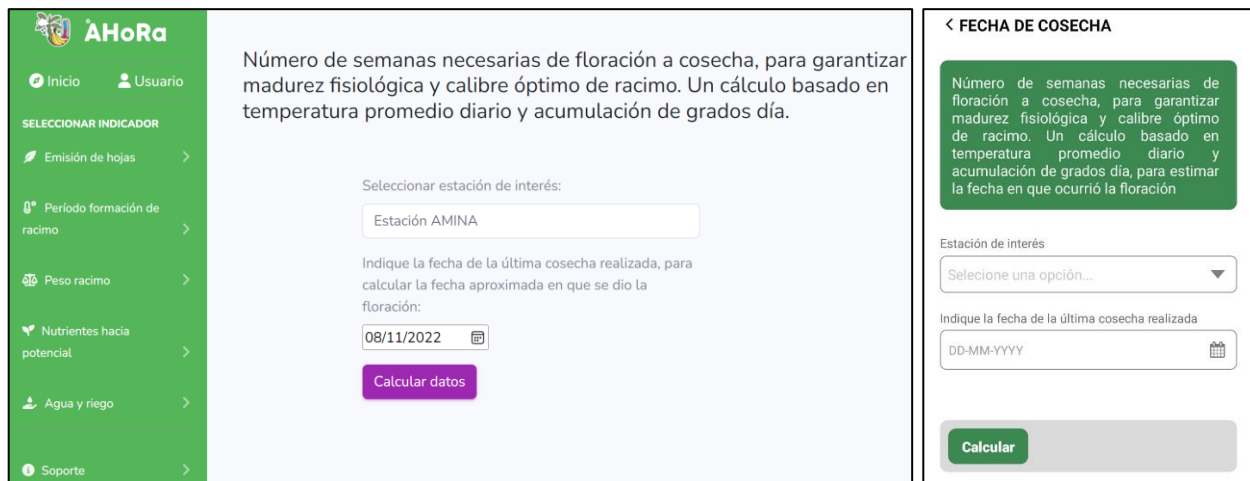 AHoRa
Inicio
Usuario
SELECCIONAR INDICADOR
Emisión de hojas
Período formación de
racimo
Peso racimo
Nutrientes hacia
potencial
Agua y riego
Soporte
Número de semanas necesarias de floración a cosecha, para garantizar
madurez fisiológica y calibre óptimo de racimo. Un cálculo basado en
temperatura promedio diario y acumulación de grados día.
Seleccionar estación de interés:
Estación AMINA
Indique la fecha de la última cosecha realizada, para
calcular la fecha aproximada en que se dio la
floración:
08/11/2022
Calcular datos
< FECHA DE COSECHA
Número de semanas necesarias de
floración a cosecha, para garantizar
madurez fisiológica y calibre óptimo
de racimo. Un cálculo basado en
temperatura promedio diario y
acumulación de grados día, para estimar
la fecha en que ocurrió la floración
Estación de interés
Selecione una opción...
Indique la fecha de la última cosecha realizada
DD-MM-YYYY
Calcular